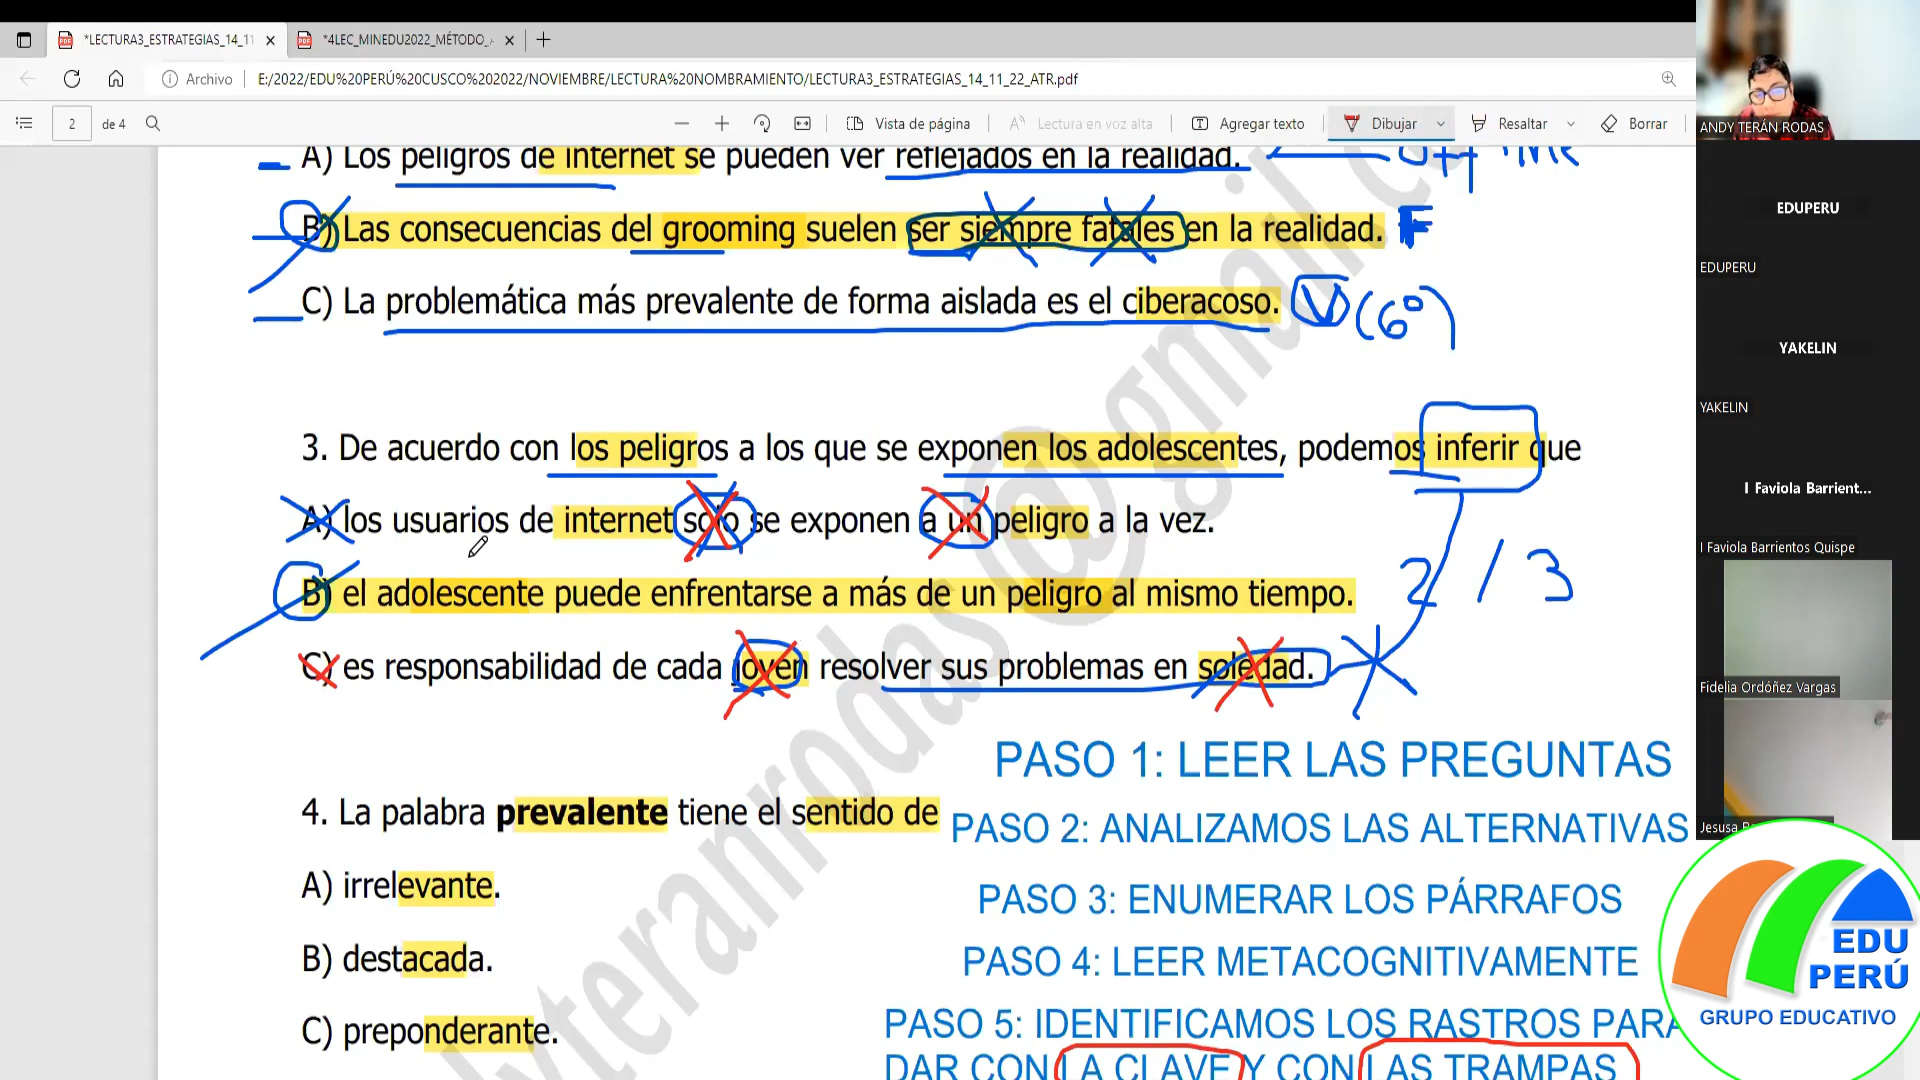 *LECTURA3_ESTRATEGIAS_14_11
*4LEC_MINEDU2022_MÉTODO_
Archivo
E:/2022/EDU%20PERÚ%20CUSCO%202022/NOVIEMBRE/LECTURA%20NOMBRAMIENTO/LECTURA3_ESTRATEGIAS_14_11_22_ATR.pdf
2 de 4
Vista de página
Lectura en voz alta
Agregar texto
Dibujar
Resaltar
Borrar
A) Los peligros de internet se pueden ver reflejados en la realidad.
B) Las consecuencias del grooming suelen ser siempre fatales en la realidad. F
C) La problemática más prevalente de forma aislada es el ciberacoso. V (6°)
3. De acuerdo con los peligros a los que se exponen los adolescentes, podemos inferir que
A) los usuarios de internet solo se exponen a un peligro a la vez.
B) el adolescente puede enfrentarse a más de un peligro al mismo tiempo. 2 / 3
C) es responsabilidad de cada joven resolver sus problemas en soledad.
4. La palabra prevalente tiene el sentido de
A) irrelevante.
B) destacada.
C) preponderante.
PASO 1: LEER LAS PREGUNTAS
PASO 2: ANALIZAMOS LAS ALTERNATIVAS
PASO 3: ENUMERAR LOS PÁRRAFOS
PASO 4: LEER METACOGNITIVAMENTE
PASO 5: IDENTIFICAMOS LOS RASTROS PARA
DAR CON LA CLAVE Y CON LAS TRAMPAS
ANDY TERÁN RODAS
EDUPERU
EDUPERU
YAKELIN
YAKELIN
I Faviola Barrient...
I Faviola Barrientos Quispe
Fidelia Ordóñez Vargas
Jesusa
EDU
PERÚ
GRUPO EDUCATIVO